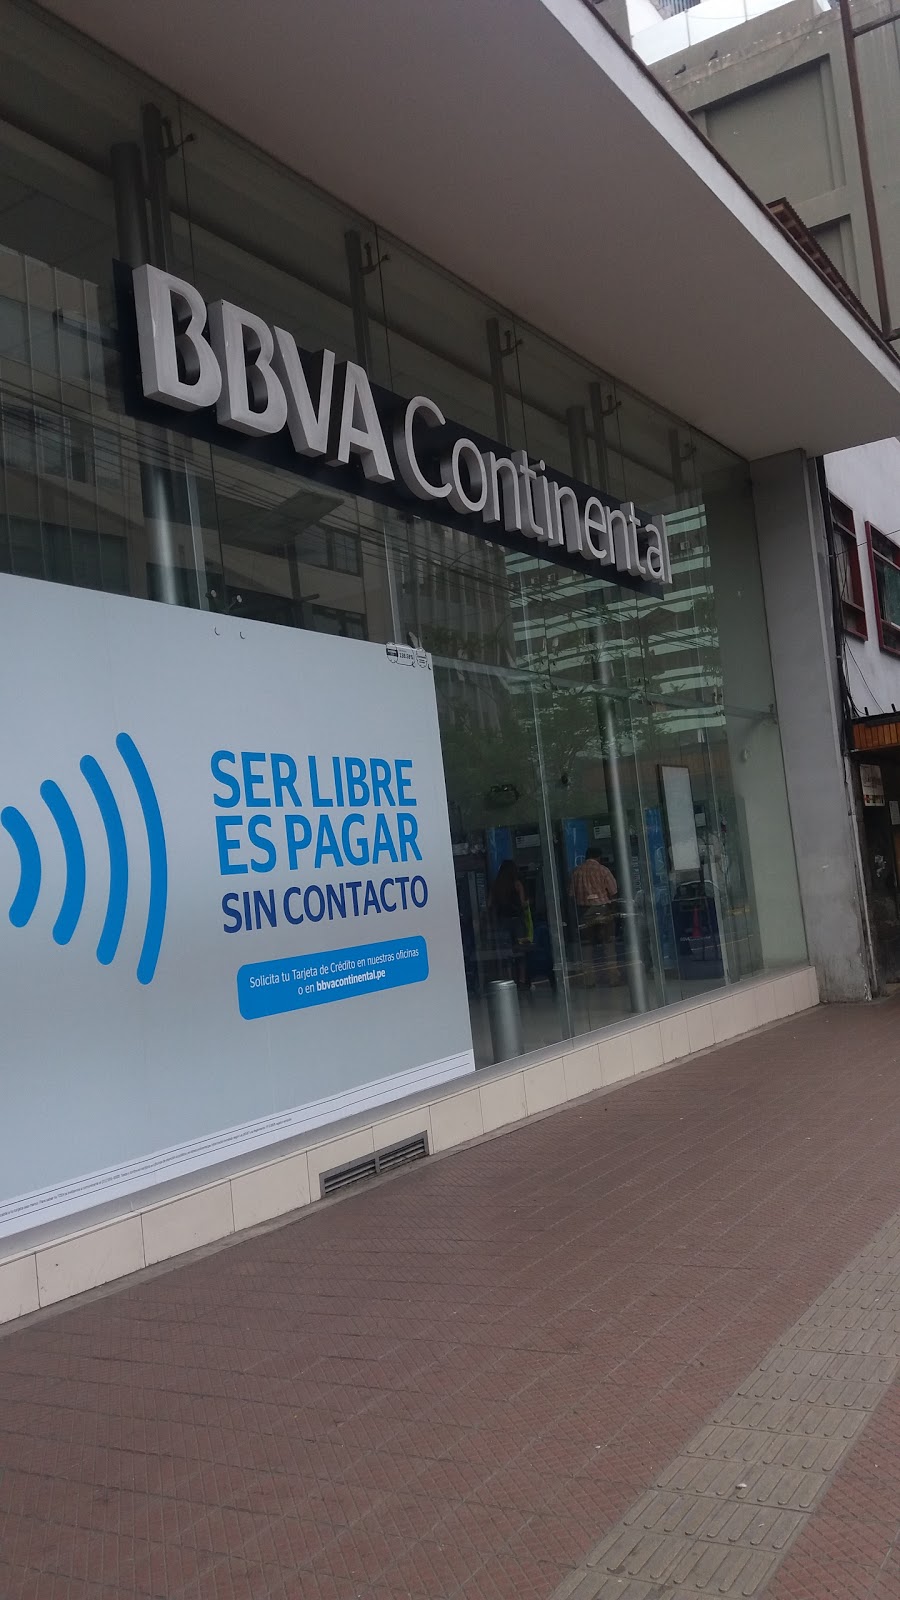 BBVA Continental
SER LIBRE
ES PAGAR
SIN CONTACTO
Solicita tu Tarjeta de Crédito en nuestras oficinas
o en bbvacontinental.pe